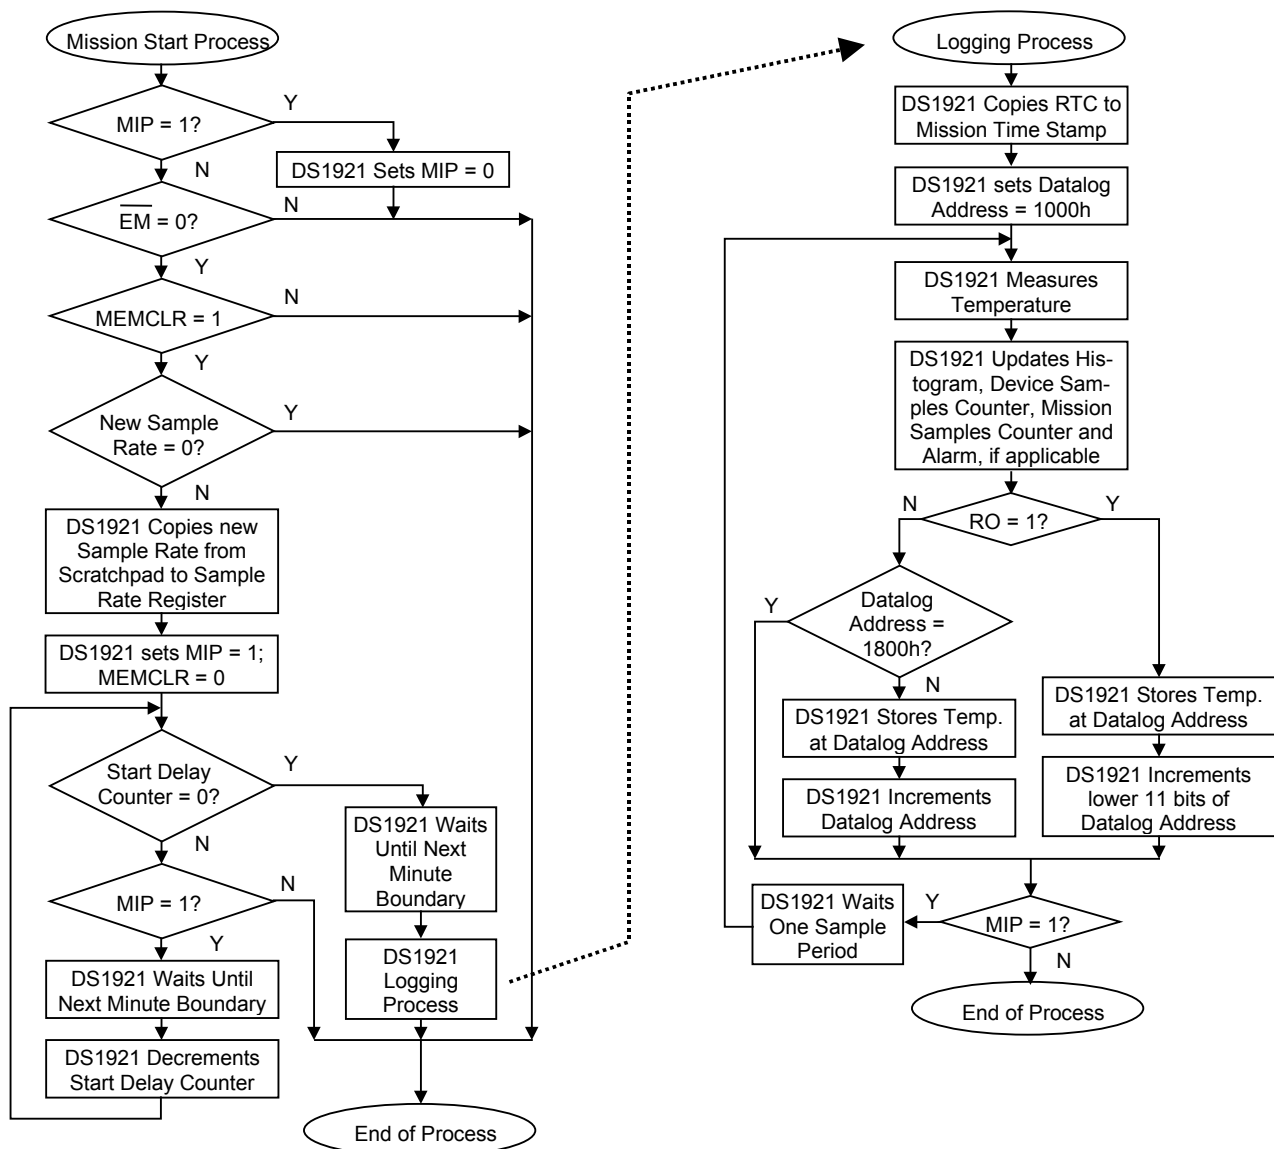 Mission Start Process
MIP = 1?
Y
N
DS1921 Sets MIP = 0
EM = 0?
N
Y
MEMCLR = 1
N
Y
New Sample
Rate = 0?
Y
N
DS1921 Copies new
Sample Rate from
Scratchpad to Sample
Rate Register
DS1921 sets MIP = 1;
MEMCLR = 0
Start Delay
Counter = 0?
Y
N
DS1921 Waits
Until Next
Minute
Boundary
MIP = 1?
N
Y
DS1921 Waits Until
Next Minute Boundary
DS1921
Logging
Process
DS1921 Decrements
Start Delay Counter
End of Process
Logging Process
DS1921 Copies RTC to
Mission Time Stamp
DS1921 sets Datalog
Address = 1000h
DS1921 Measures
Temperature
DS1921 Updates His-
togram, Device Sam-
ples Counter, Mission
Samples Counter and
Alarm, if applicable
RO = 1?
N
Y
Datalog
Address =
1800h?
Y
N
DS1921 Stores Temp.
at Datalog Address
DS1921 Increments
Datalog Address
DS1921 Stores Temp.
at Datalog Address
DS1921 Increments
lower 11 bits of
Datalog Address
MIP = 1?
Y
N
DS1921 Waits
One Sample
Period
End of Process